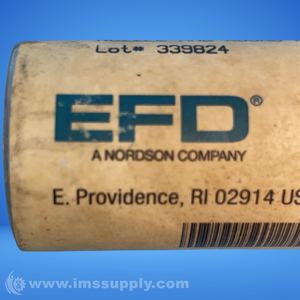 Lot# 339824
EFD®
A NORDSON COMPANY
E. Providence, RI 02914 US
www.imssupply.com